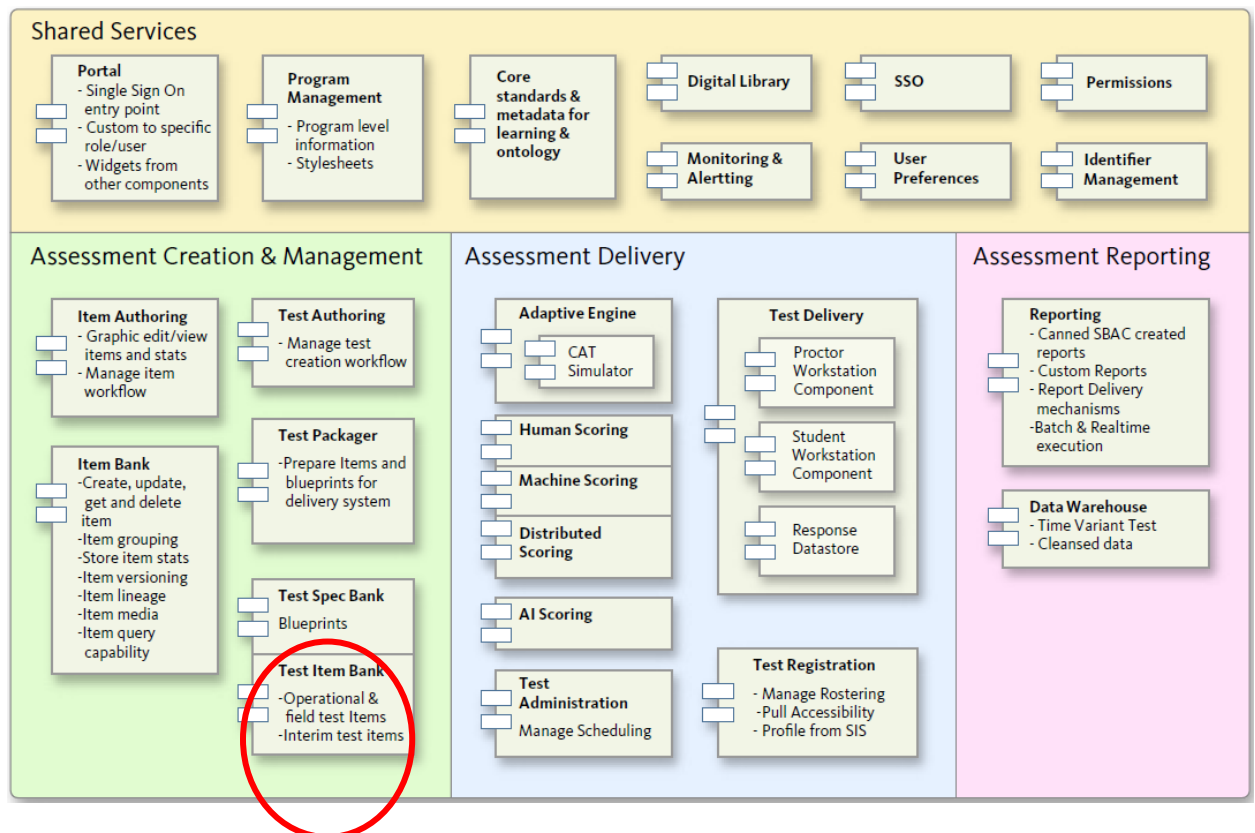 Shared Services
Portal
- Single Sign On
entry point
- Custom to specific
role/user
- Widgets from
other components
Program
Management
- Program level
information
- Stylesheets
Core
standards &
metadata for
learning &
ontology
Digital Library
SSO
Permissions
Monitoring &
Alertting
User
Preferences
Identifier
Management
Assessment Creation & Management
Item Authoring
- Graphic edit/view
items and stats
- Manage item
workflow
Test Authoring
- Manage test
creation workflow
Item Bank
-Create, update,
get and delete
item
-Item grouping
-Store item stats
-Item versioning
-Item lineage
-Item media
-Item query
capability
Test Packager
-Prepare Items and
blueprints for
delivery system
Test Spec Bank
Blueprints
Test Item Bank
-Operational &
field test Items
-Interim test items
Assessment Delivery
Adaptive Engine
CAT
Simulator
Human Scoring
Machine Scoring
Distributed
Scoring
AI Scoring
Test
Administration
Manage Scheduling
Test Delivery
Proctor
Workstation
Component
Student
Workstation
Component
Response
Datastore
Test Registration
- Manage Rostering
-Pull Accessibility
- Profile from SIS
Assessment Reporting
Reporting
- Canned SBAC created
reports
- Custom Reports
- Report Delivery
mechanisms
-Batch & Realtime
execution
Data Warehouse
- Time Variant Test
- Cleansed data